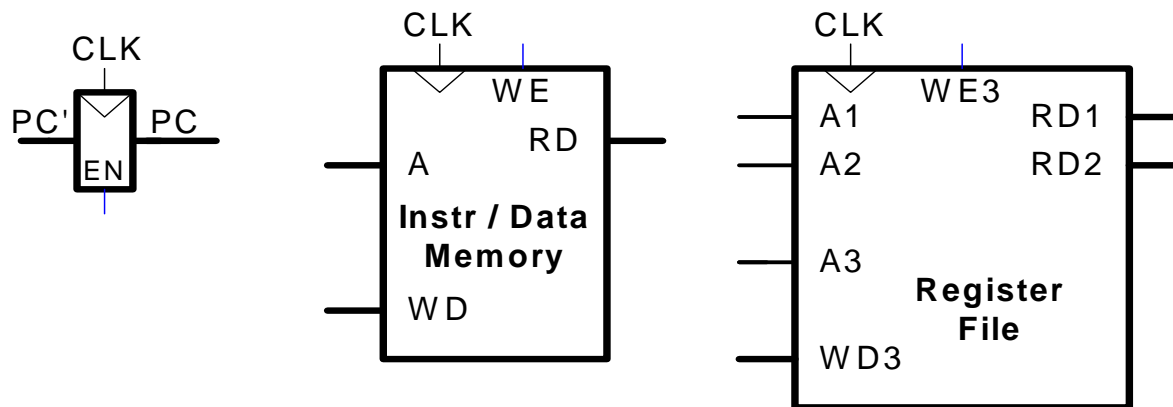 CLK
PC'
PC
EN
CLK
WE
RD
A
Instr / Data
Memory
WD
CLK
WE3
A1
RD1
A2
RD2
A3
Register
File
WD3